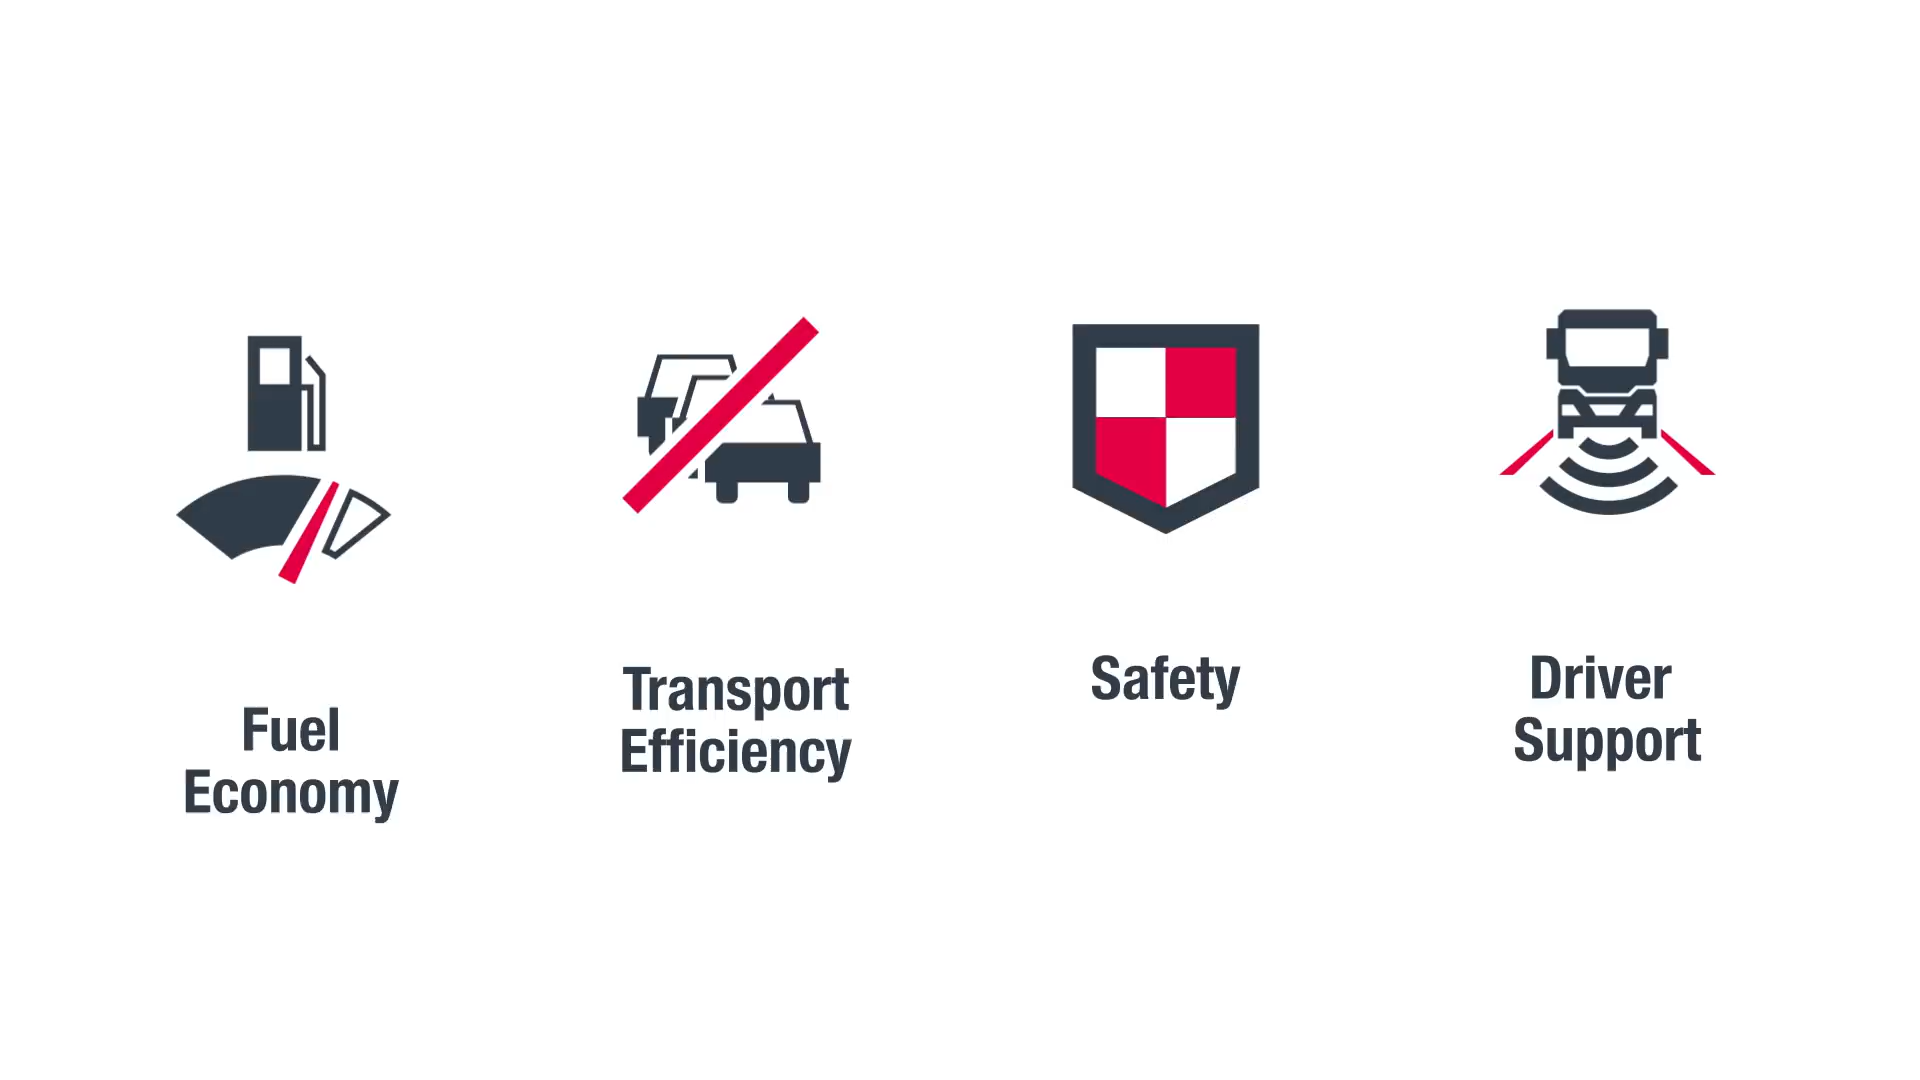 Fuel
Economy
Transport
Efficiency
Safety
Driver
Support